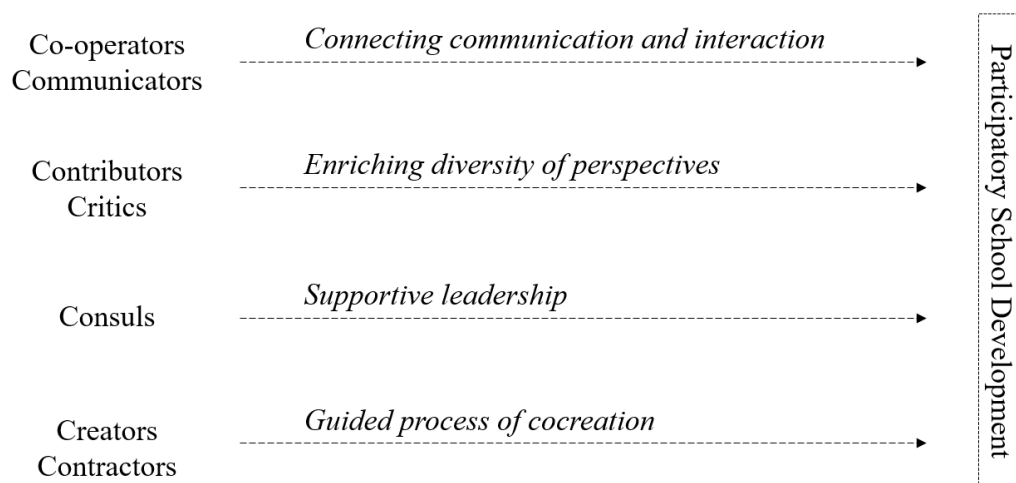 Co-operators
Communicators
Connecting communication and interaction
Contributors
Critics
Enriching diversity of perspectives
Consuls
Supportive leadership
Creators
Contractors
Guided process of cocreation
Participatory School Development